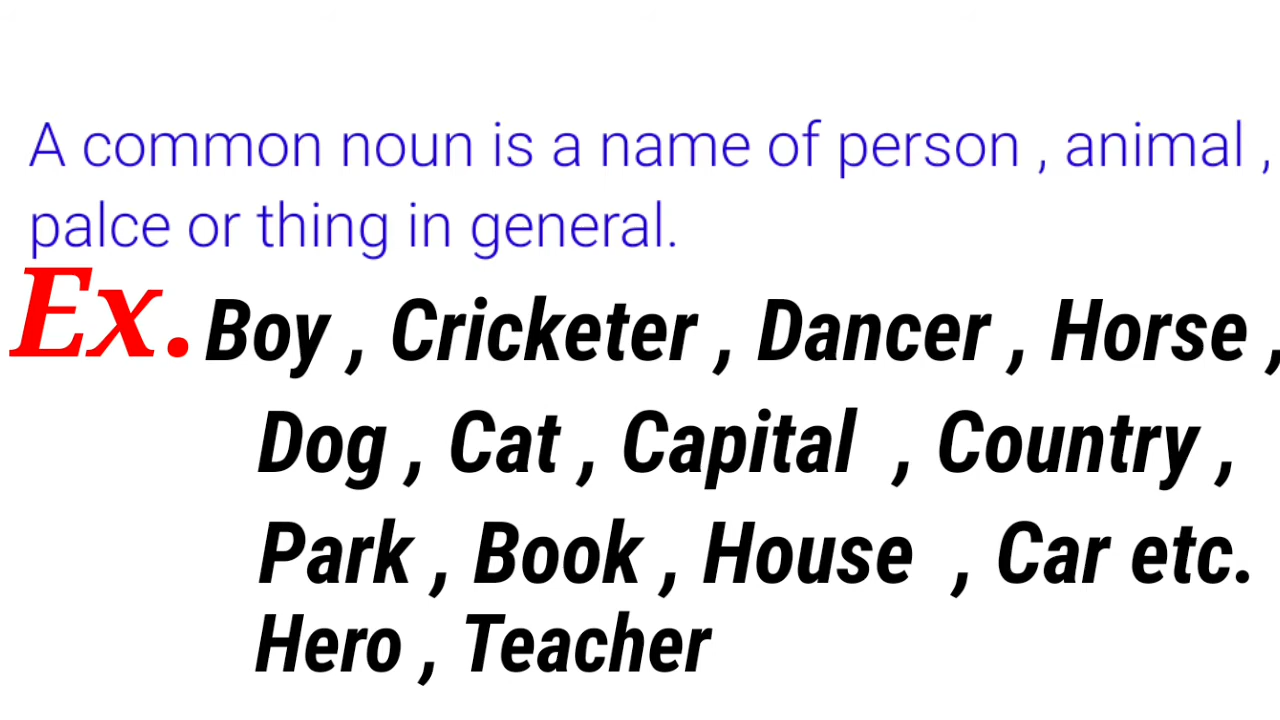 A common noun is a name of person , animal ,
palce or thing in general.
Ex. Boy , Cricketer , Dancer , Horse ,
Dog , Cat , Capital , Country ,
Park , Book , House , Car etc.
Hero , Teacher